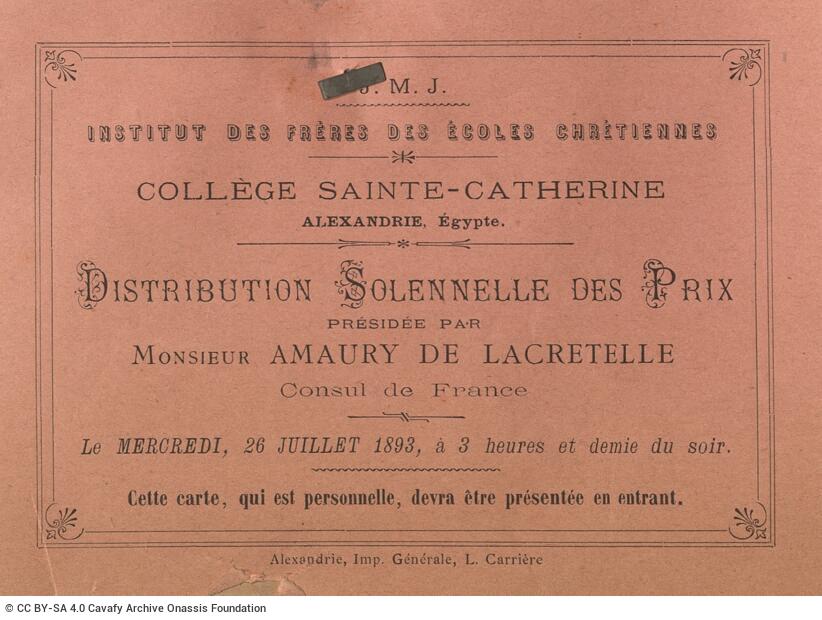 J. M. J.
INSTITUT DES FRÈRES DES ÉCOLES CHRÉTIENNES
COLLÈGE SAINTE-CATHERINE
ALEXANDRIE, Égypte.
DISTRIBUTION SOLENNELLE DES PRIX
PRÉSIDÉE PAR
MONSIEUR AMAURY DE LACRETELLE
Consul de France
Le MERCREDI, 26 JUILLET 1893, à 3 heures et demie du soir.
Cette carte, qui est personnelle, devra être présentée en entrant.
Alexandrie, Imp. Générale, L. Carrière
© CC BY-SA 4.0 Cavafy Archive Onassis Foundation